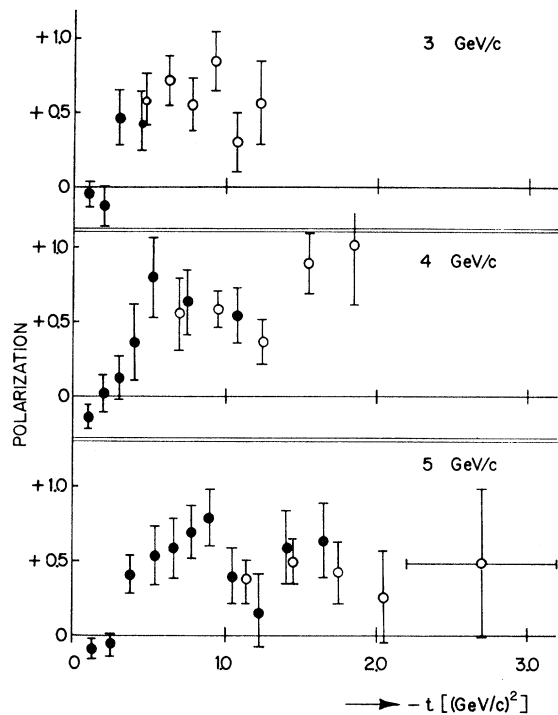 +1.0
3 GeV/c
+0.5
0
+1.0
4 GeV/c
+0.5
0
POLARIZATION
5 GeV/c
+1.0
+0.5
0
0 1.0 2.0 3.0
→ -t [(GeV/c)²]